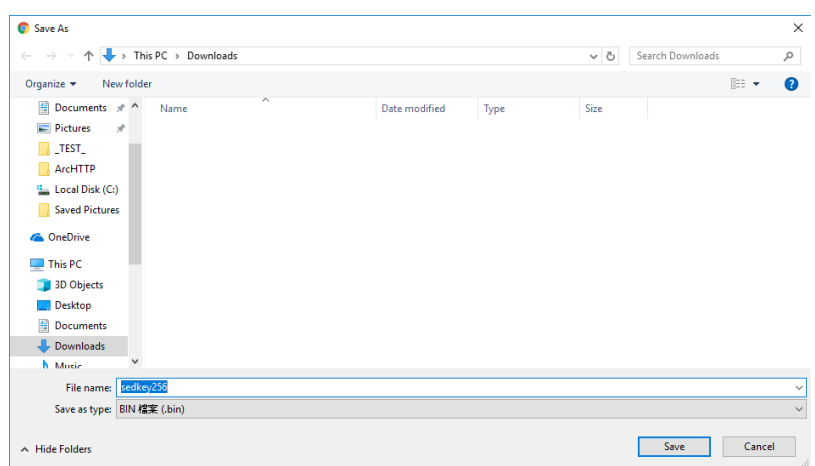 Save As
This PC > Downloads
Search Downloads
Organize
New folder
Name
Date modified
Type
Size
Documents
Pictures
_TEST_
ArcHTTP
Local Disk (C:)
Saved Pictures
OneDrive
This PC
3D Objects
Desktop
Documents
Downloads
Music
File name: sedkey256
Save as type: BIN 檔案 (.bin)
Hide Folders
Save
Cancel